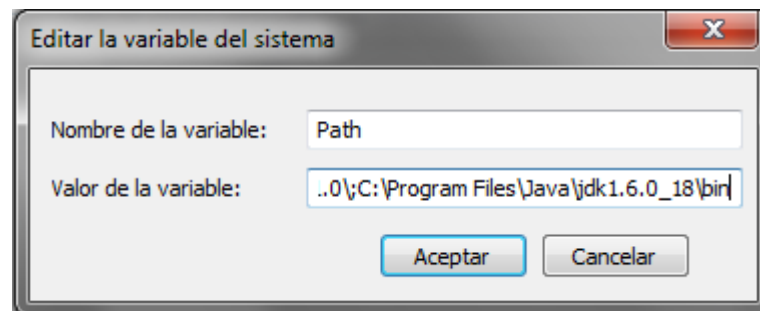 Editar la variable del sistema
Nombre de la variable: Path
Valor de la variable: ..0\;C:\Program Files\Java\jdk1.6.0_18\bin
Aceptar Cancelar